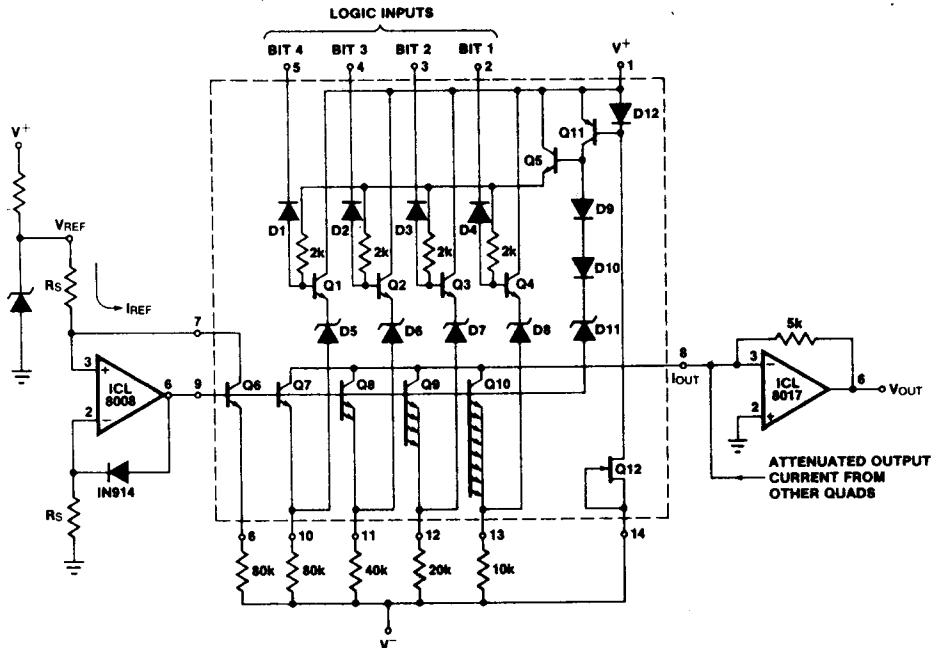 LOGIC INPUTS
BIT 4 BIT 3 BIT 2 BIT 1 V+
5 4 3 2 1
D12
V+
Q11
Q5
VREF
D1 D2 D3 D4 D9
2k 2k 2k 2k
RS
IREF
D10
Q1 Q2 Q3 Q4
7
D5 D6 D7 D8 D11
5k
3
+
ICL
8008
2
−
6
9
Q6 Q7 Q8 Q9 Q10
8
IOUT
3
−
ICL
8017
2
+
6
VOUT
IN914
Q12
ATTENUATED OUTPUT
CURRENT FROM
OTHER QUADS
RS
6 10 11 12 13 14
80k 80k 40k 20k 10k
V−